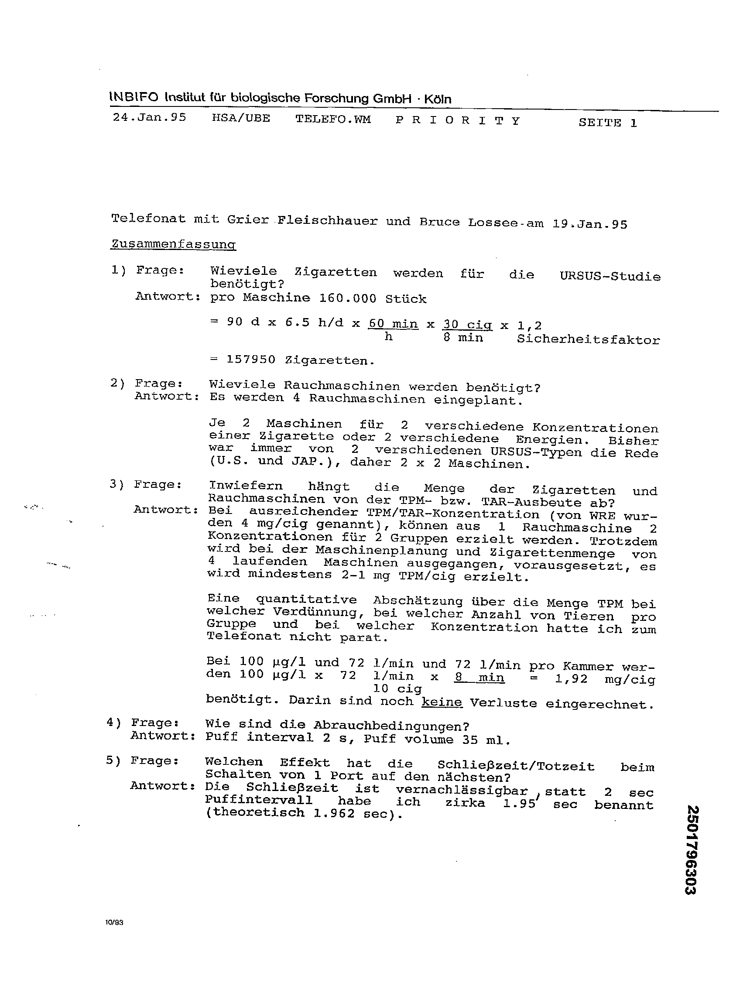 INBIFO Institut für biologische Forschung GmbH · Köln
24.Jan.95 HSA/UBE TELEFO.WM P R I O R I T Y SEITE 1
Telefonat mit Grier Fleischhauer und Bruce Lossee am 19.Jan.95
Zusammenfassung
1) Frage: Wieviele Zigaretten werden für die URSUS-Studie
benötigt?
Antwort: pro Maschine 160.000 Stück
= 90 d x 6.5 h/d x 60 min x 30 cig x 1,2
h 8 min Sicherheitsfaktor
= 157950 Zigaretten.
2) Frage: Wieviele Rauchmaschinen werden benötigt?
Antwort: Es werden 4 Rauchmaschinen eingeplant.
Je 2 Maschinen für 2 verschiedene Konzentrationen
einer Zigarette oder 2 verschiedene Energien. Bisher
war immer von 2 verschiedenen URSUS-Typen die Rede
(U.S. und JAP.), daher 2 x 2 Maschinen.
3) Frage: Inwiefern hängt die Menge der Zigaretten und
Rauchmaschinen von der TPM- bzw. TAR-Ausbeute ab?
Antwort: Bei ausreichender TPM/TAR-Konzentration (von WRE wur-
den 4 mg/cig genannt), können aus 1 Rauchmaschine 2
Konzentrationen für 2 Gruppen erzielt werden. Trotzdem
wird bei der Maschinenplanung und Zigarettenmenge von
4 laufenden Maschinen ausgegangen, vorausgesetzt, es
wird mindestens 2-1 mg TPM/cig erzielt.
Eine quantitative Abschätzung über die Menge TPM bei
welcher Verdünnung, bei welcher Anzahl von Tieren pro
Gruppe und bei welcher Konzentration hatte ich zum
Telefonat nicht parat.
Bei 100 µg/l und 72 l/min und 72 l/min pro Kammer wer-
den 100 µg/l x 72 l/min x 8 min = 1,92 mg/cig
10 cig
benötigt. Darin sind noch keine Verluste eingerechnet.
4) Frage: Wie sind die Abrauchbedingungen?
Antwort: Puff interval 2 s, Puff volume 35 ml.
5) Frage: Welchen Effekt hat die Schließzeit/Totzeit beim
Schalten von 1 Port auf den nächsten?
Antwort: Die Schließzeit ist vernachlässigbar, statt 2 sec
Puffintervall habe ich zirka 1.95 sec benannt
(theoretisch 1.962 sec).
2501796303
10/93